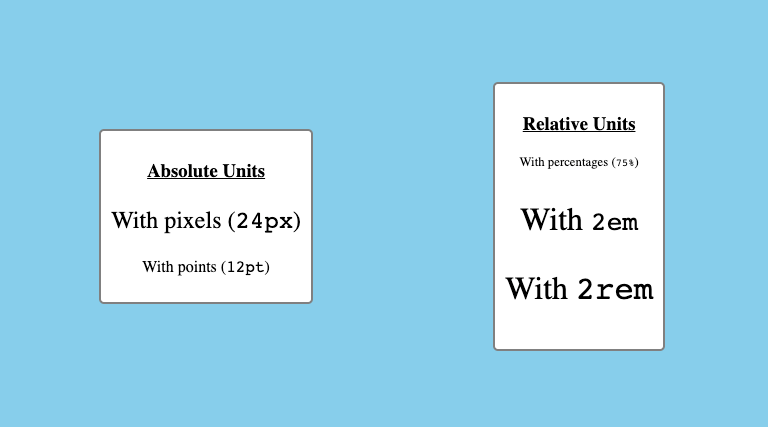 Absolute Units
With pixels (24px)
With points (12pt)
Relative Units
With percentages (75%)
With 2em
With 2rem